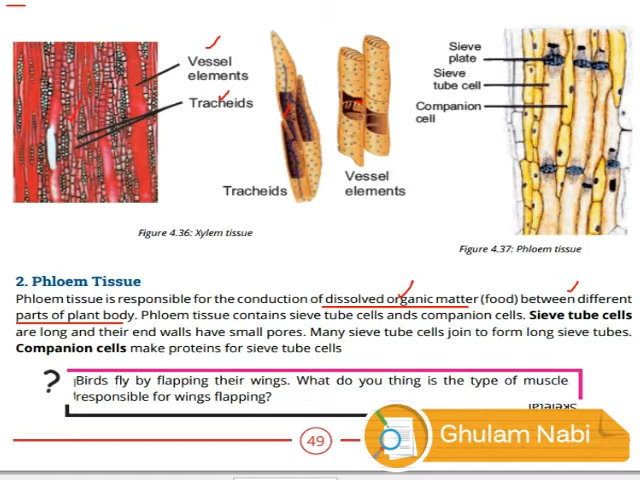 Vessel
elements
Tracheids
Tracheids
Vessel
elements
Sieve
plate
Sieve
tube cell
Companion
cell
Figure 4.36: Xylem tissue
Figure 4.37: Phloem tissue
2. Phloem Tissue
Phloem tissue is responsible for the conduction of dissolved organic matter (food) between different
parts of plant body. Phloem tissue contains sieve tube cells ands companion cells. Sieve tube cells
are long and their end walls have small pores. Many sieve tube cells join to form long sieve tubes.
Companion cells make proteins for sieve tube cells
?
Birds fly by flapping their wings. What do you thing is the type of muscle
responsible for wings flapping?
Skeletal
49
Ghulam Nabi